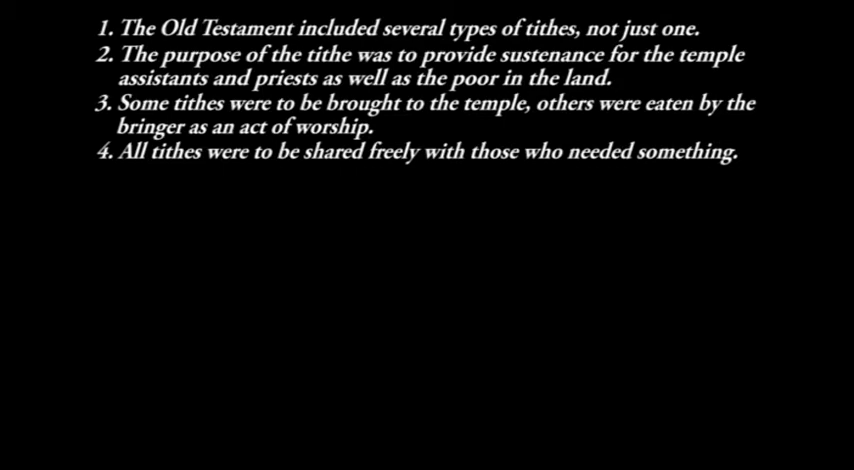 1. The Old Testament included several types of tithes, not just one.
2. The purpose of the tithe was to provide sustenance for the temple
assistants and priests as well as the poor in the land.
3. Some tithes were to be brought to the temple, others were eaten by the
bringer as an act of worship.
4. All tithes were to be shared freely with those who needed something.